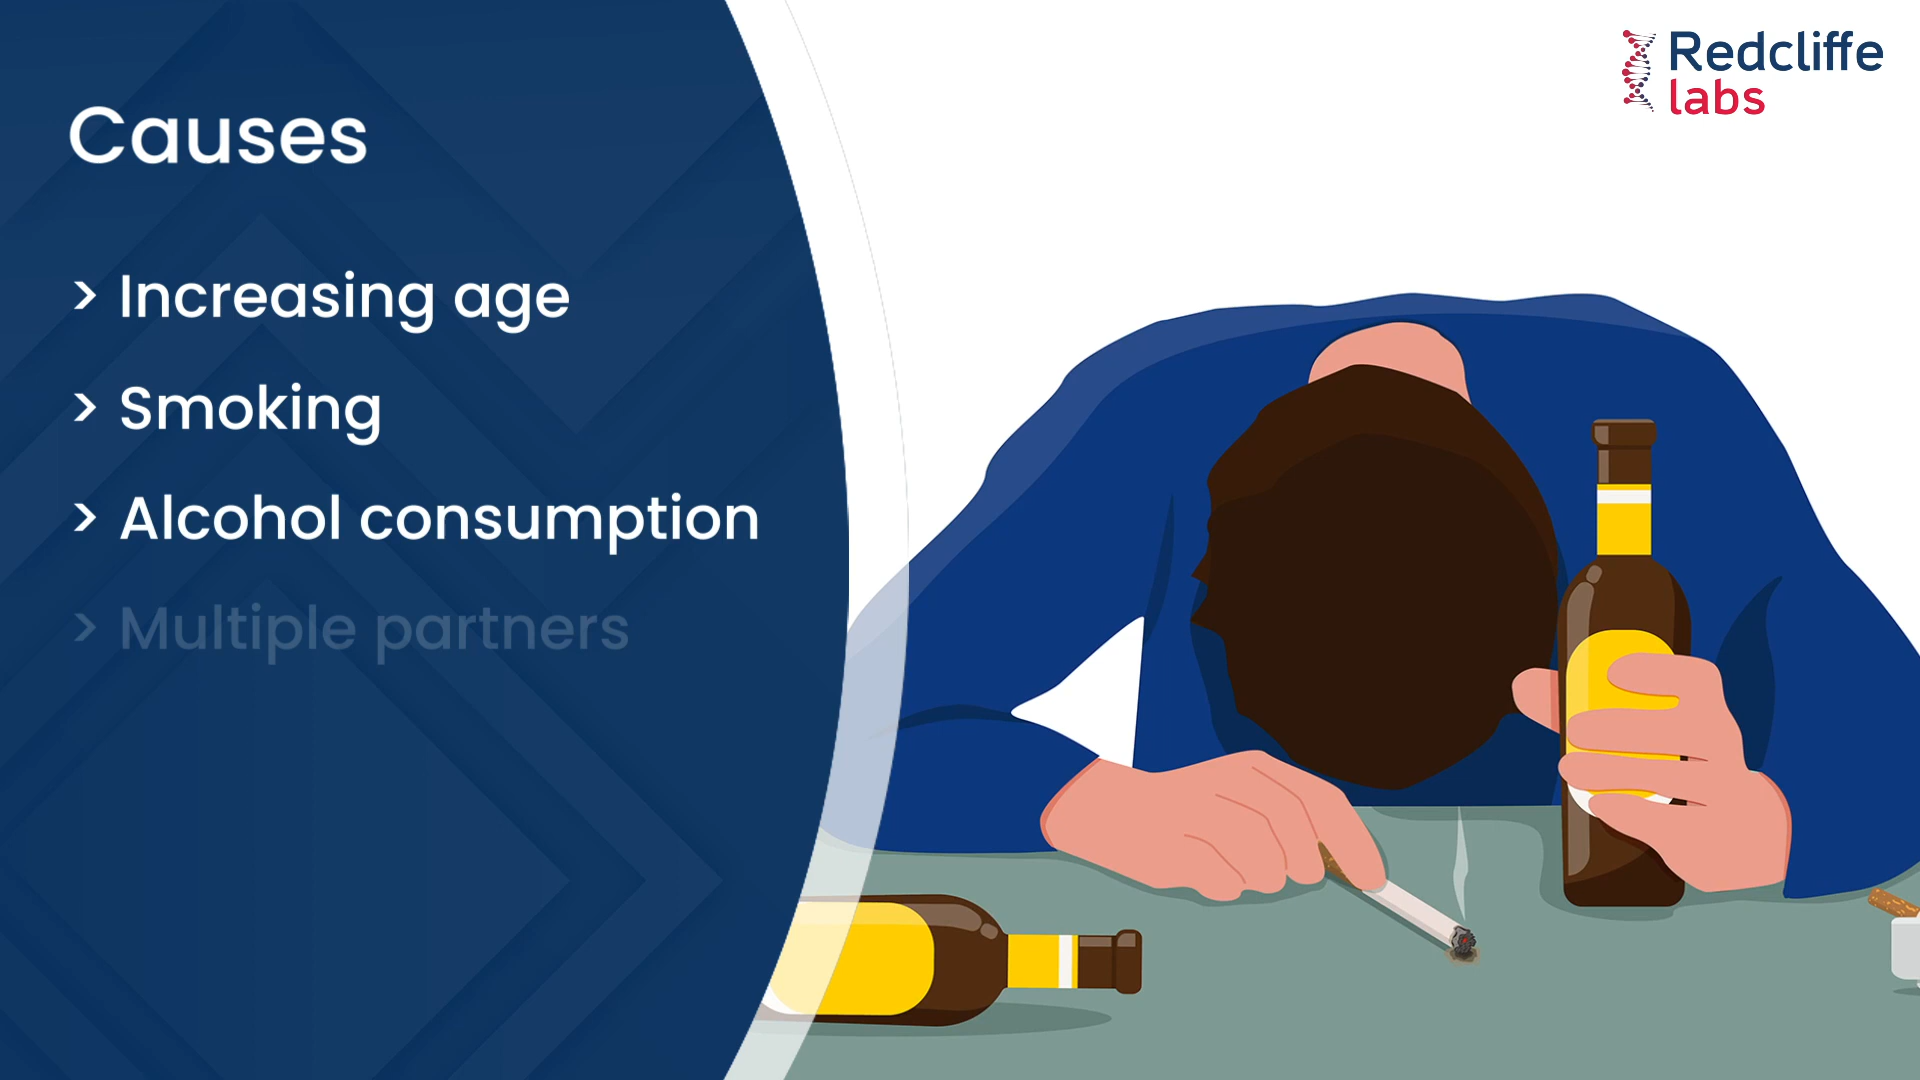 Redcliffe
labs
Causes
> Increasing age
> Smoking
> Alcohol consumption
> Multiple partners